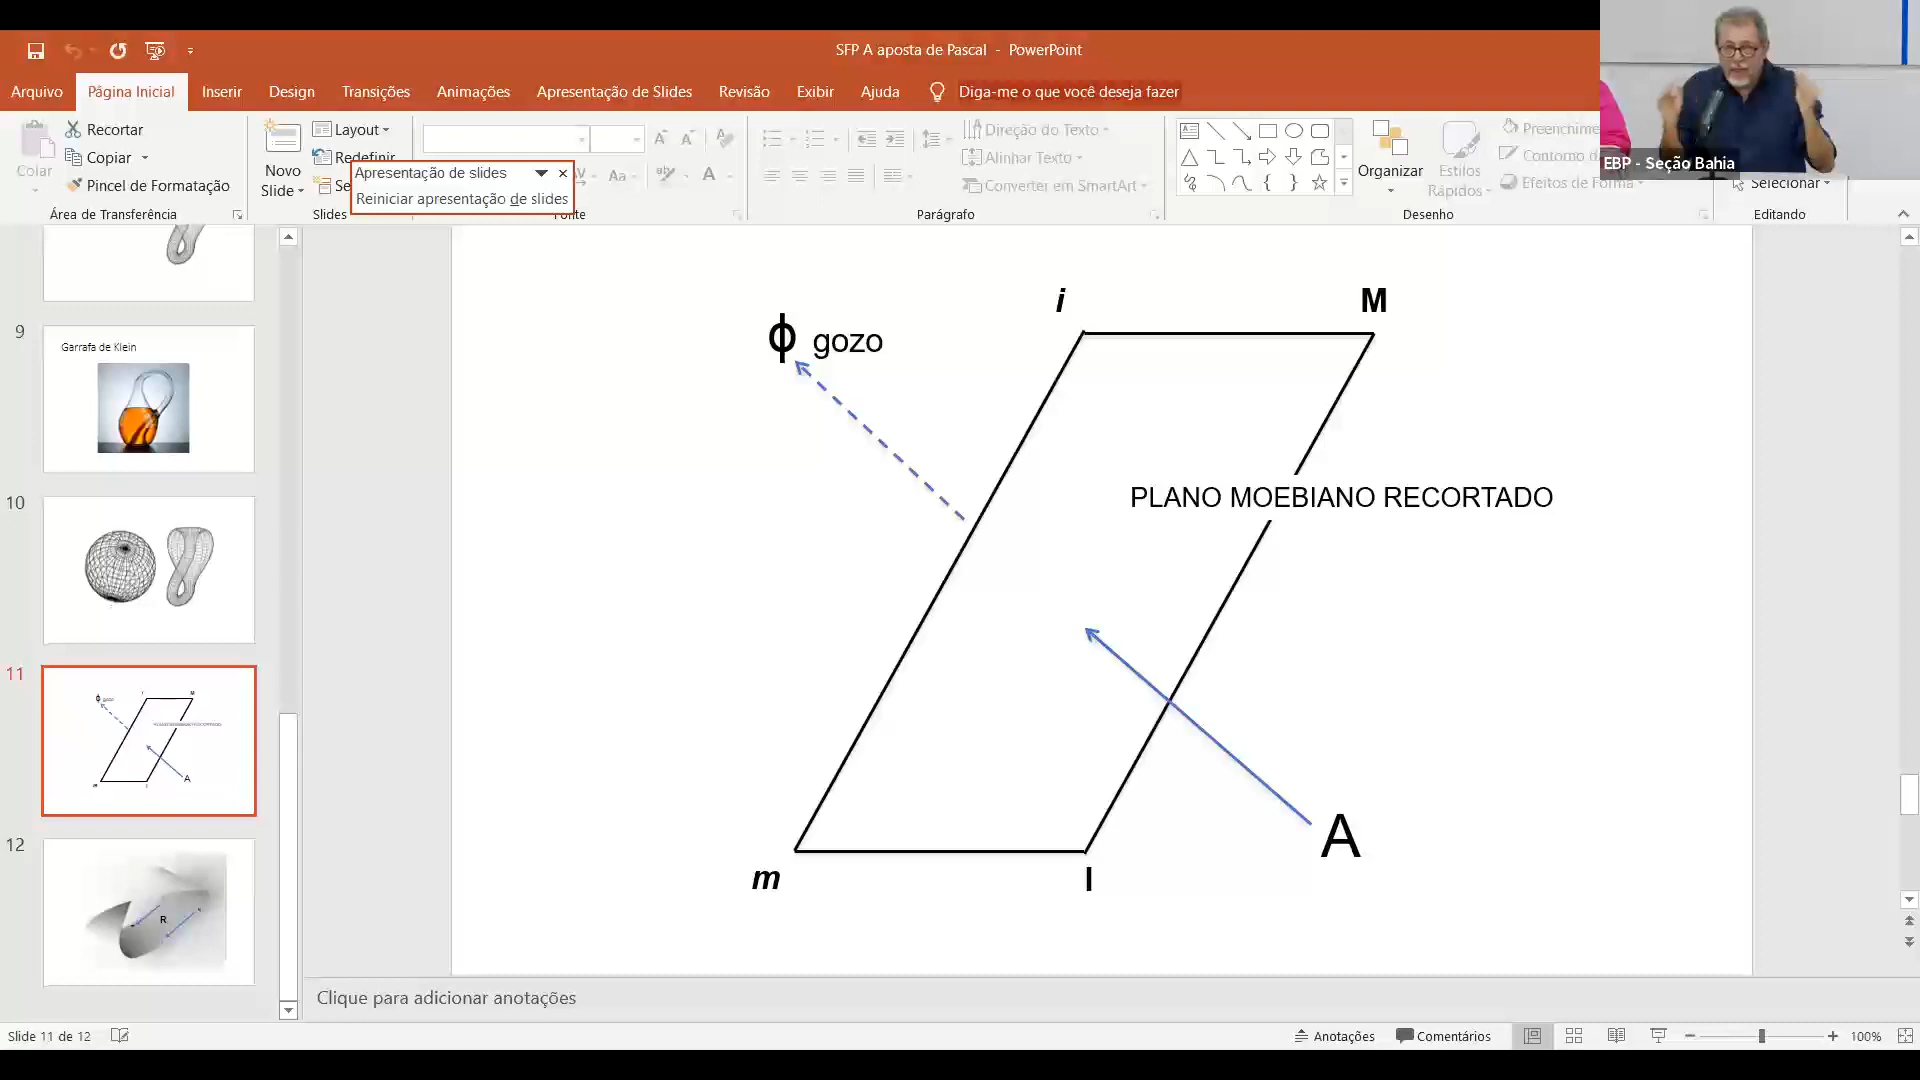 SFP A aposta de Pascal - PowerPoint
Arquivo
Página Inicial
Inserir
Design
Transições
Animações
Apresentação de Slides
Revisão
Exibir
Ajuda
Diga-me o que você deseja fazer
EBP - Seção Bahia
Colar
Recortar
Copiar
Pincel de Formatação
Área de Transferência
Novo
Slide
Layout
Redefinir
Slides
Apresentação de slides
Reiniciar apresentação de slides
Aa
A
Direção do Texto
Alinhar Texto
Converter em SmartArt
Parágrafo
Organizar
Estilos
Rápidos
Contorno d
Efeitos de Forma
Desenho
Selecionar
Editando
9
Garrafa de Klein
10
11
12
R
i
M
ϕ gozo
PLANO MOEBIANO RECORTADO
A
m
I
Clique para adicionar anotações
Slide 11 de 12
Anotações
Comentários
100%